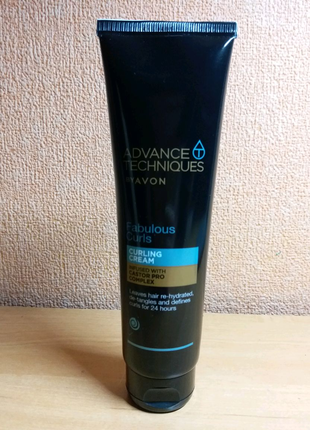 ADVANCE
TECHNIQUES
AVON
Fabulous
Curls
CURLING
CREAM
INFUSED WITH
CASTOR PRO
COMPLEX
Leaves hair re-hydrated,
de-tangles and defines
curls for 24 hours